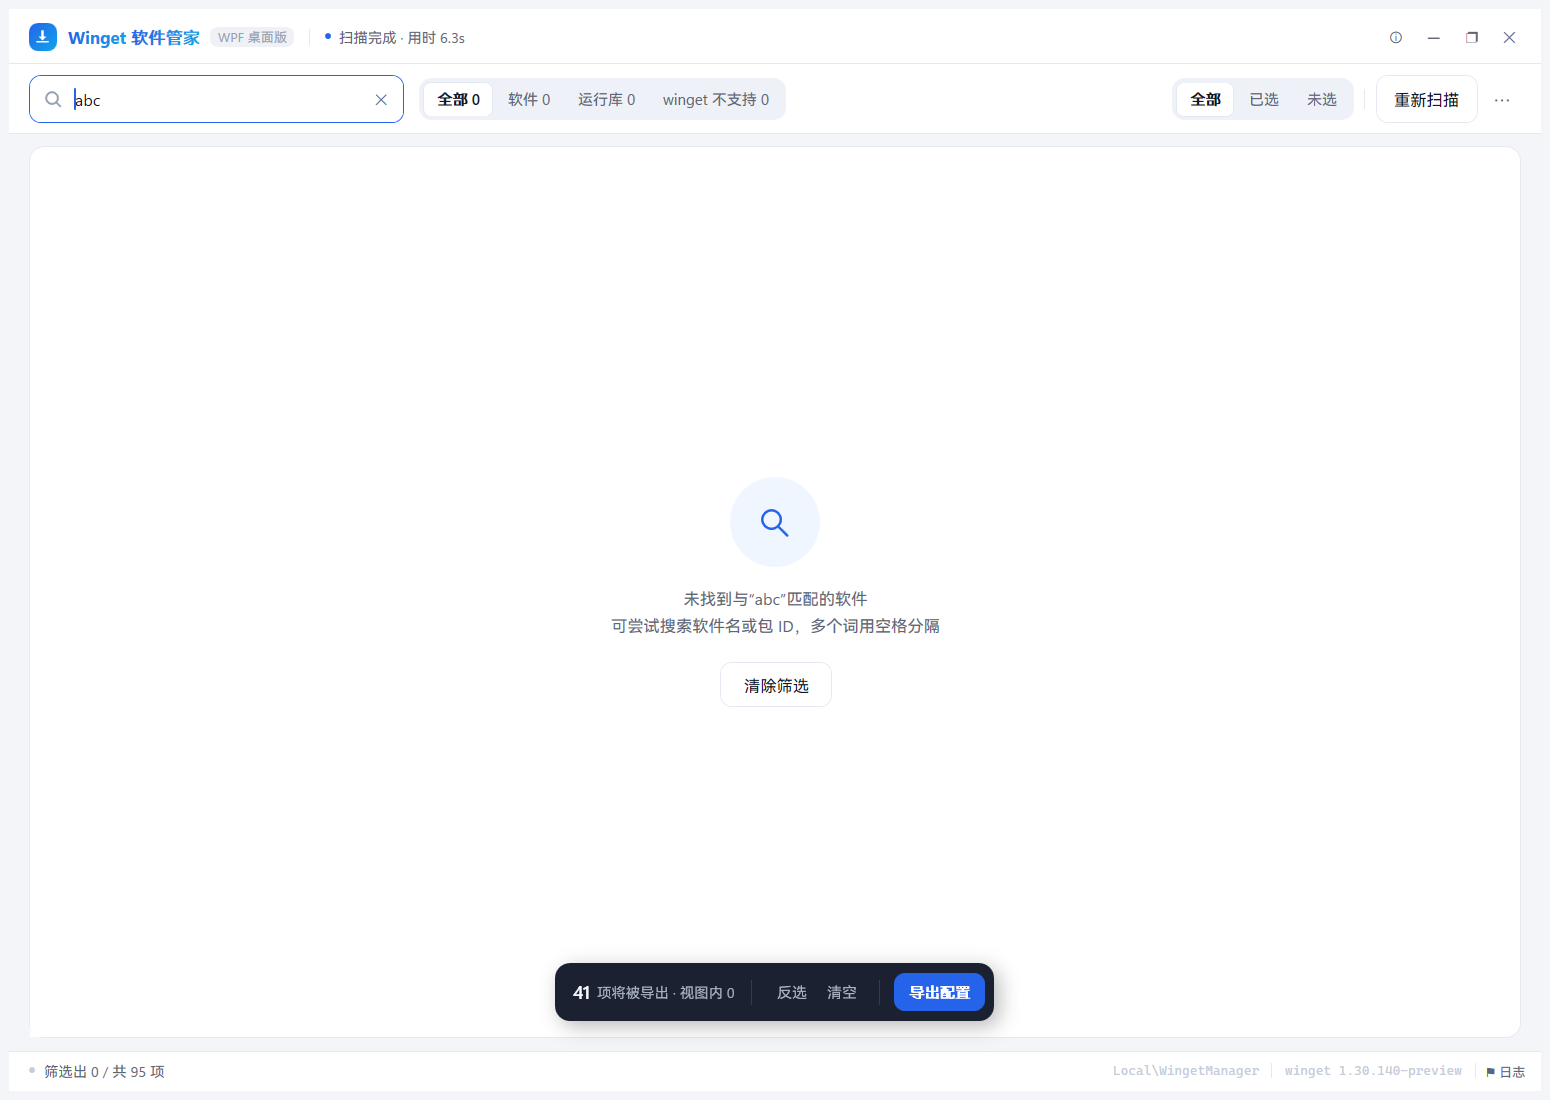 Winget 软件管家 WPF 桌面版 扫描完成 · 用时 6.3s
abc 全部 0 软件 0 运行库 0 winget 不支持 0 全部 已选 未选 重新扫描 ···
未找到与“abc”匹配的软件
可尝试搜索软件名或包 ID，多个词用空格分隔
清除筛选
41 项将被导出 · 视图内 0 反选 清空 导出配置
筛选出 0 / 共 95 项 Local\WingetManager winget 1.30.140-preview 日志